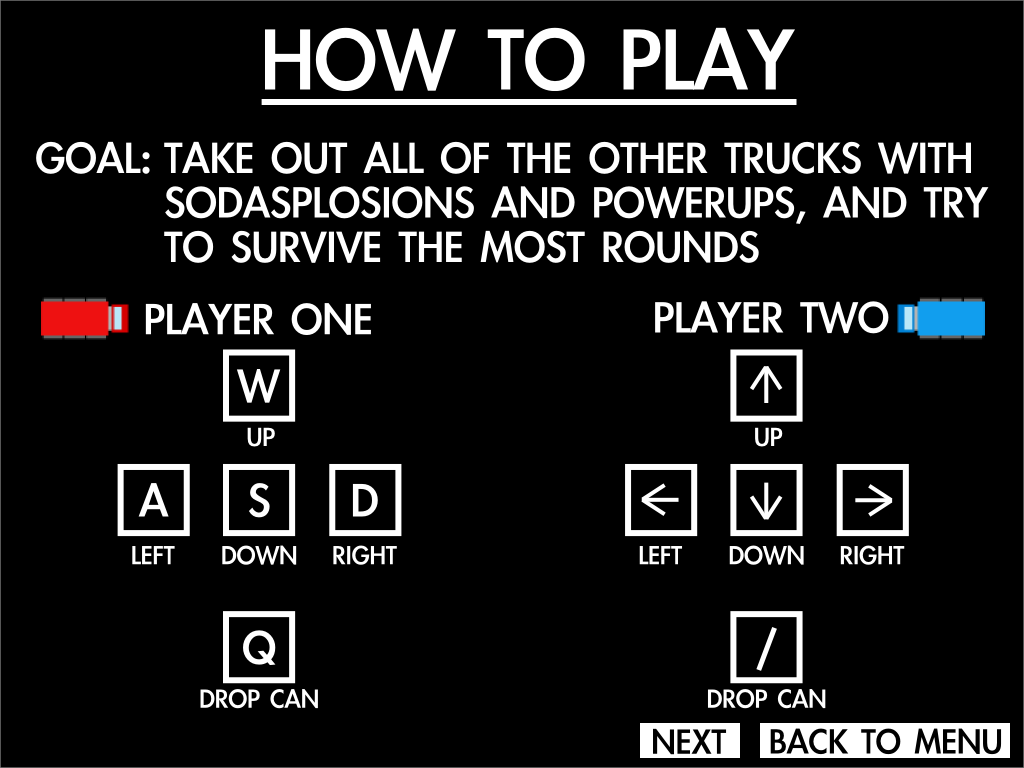 HOW TO PLAY
GOAL: TAKE OUT ALL OF THE OTHER TRUCKS WITH
SODASPLOSIONS AND POWERUPS, AND TRY
TO SURVIVE THE MOST ROUNDS
PLAYER ONE
W
UP
A S D
LEFT DOWN RIGHT
Q
DROP CAN
PLAYER TWO
↑
UP
← ↓ →
LEFT DOWN RIGHT
/
DROP CAN
NEXT
BACK TO MENU